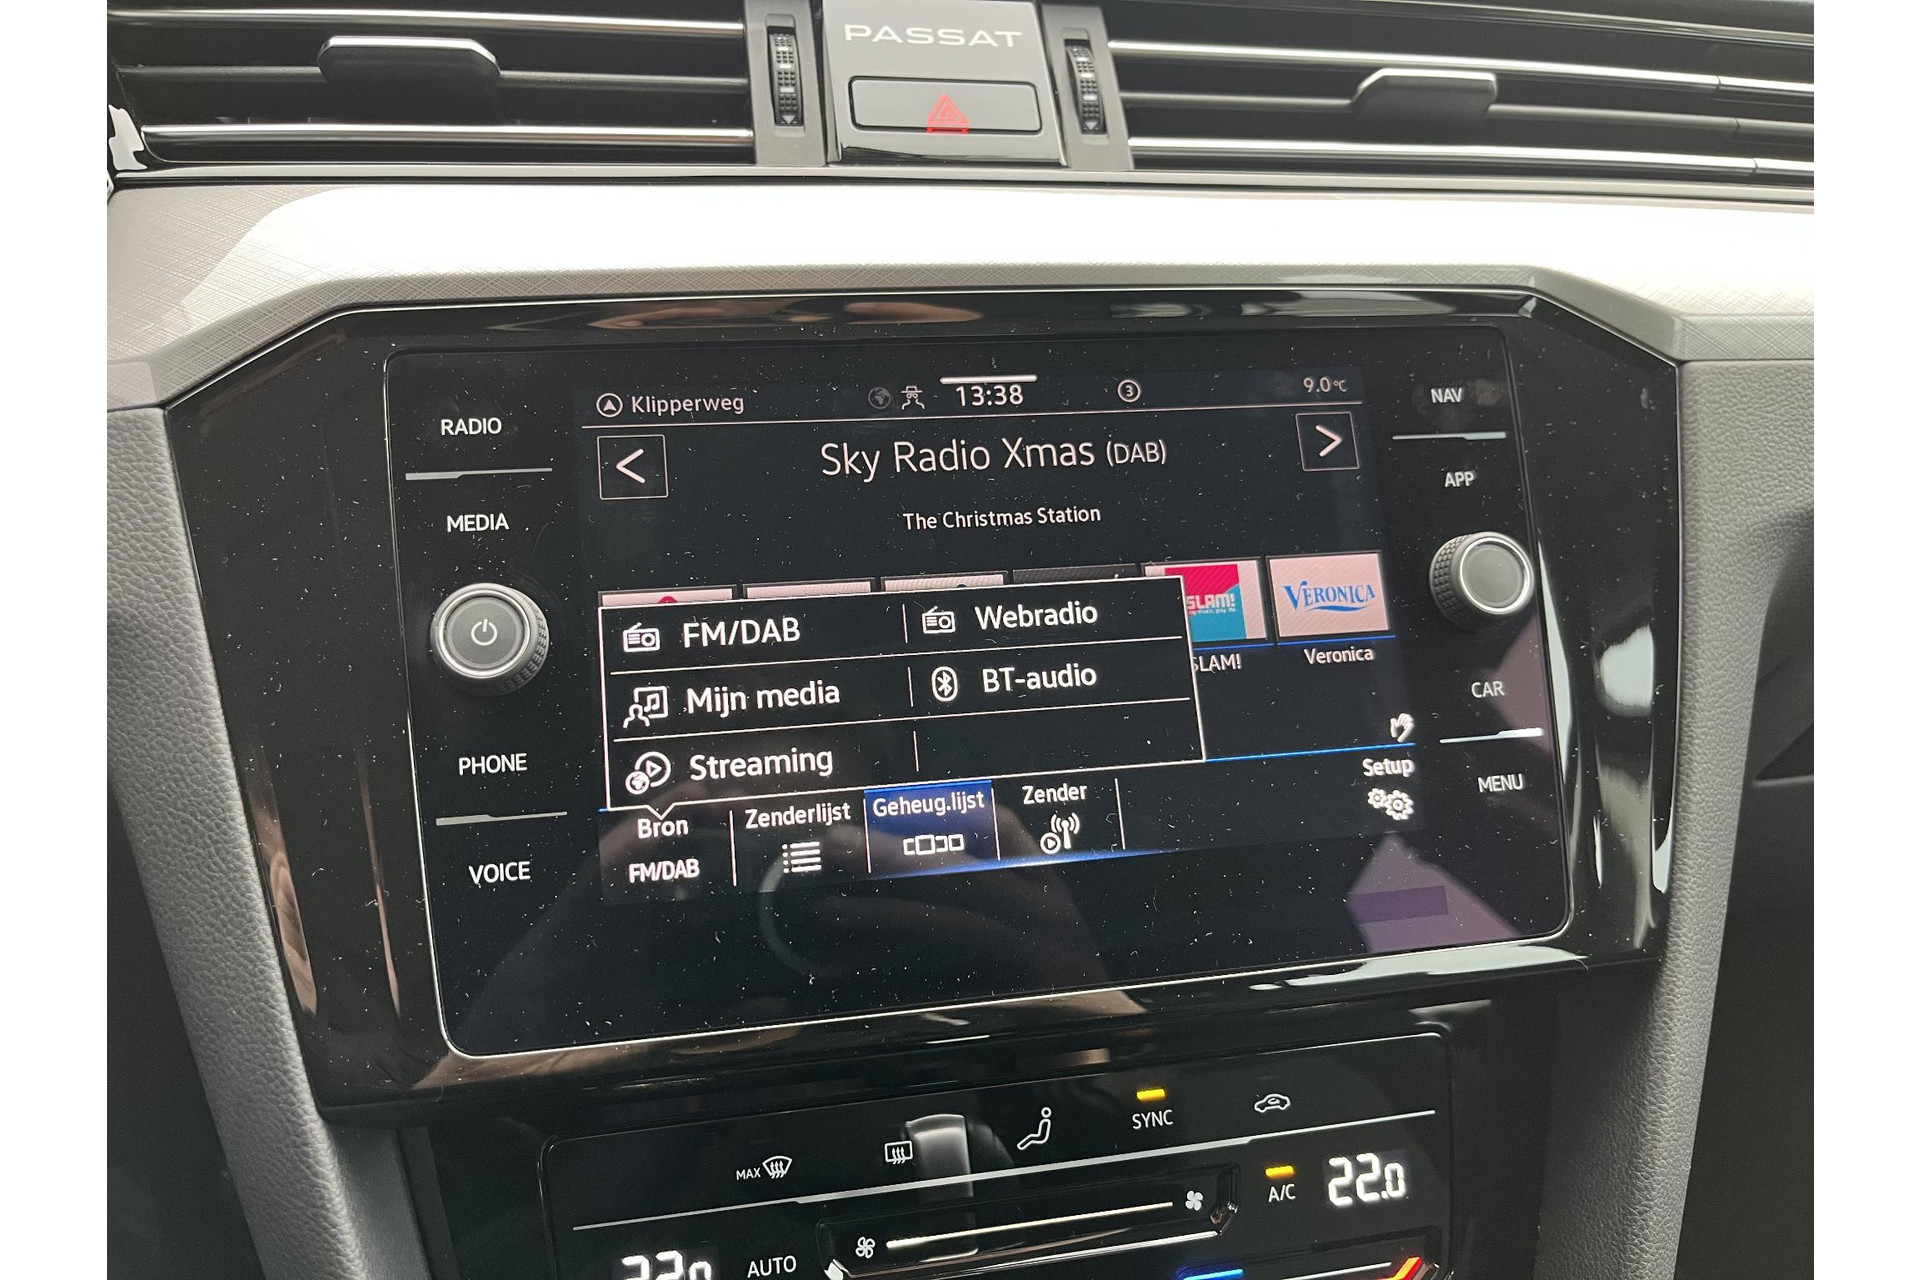 PASSAT
Klipperweg
13:38
3
9.0°C
Sky Radio Xmas (DAB)
The Christmas Station
RADIO
MEDIA
PHONE
VOICE
NAV
APP
CAR
MENU
SLAM!
VERONICA
SLAM!
Veronica
FM/DAB
Webradio
Mijn media
BT-audio
Streaming
Bron
FM/DAB
Zenderlijst
Geheug.lijst
Zender
Setup
MAX
SYNC
A/C
22.0
22.0
AUTO